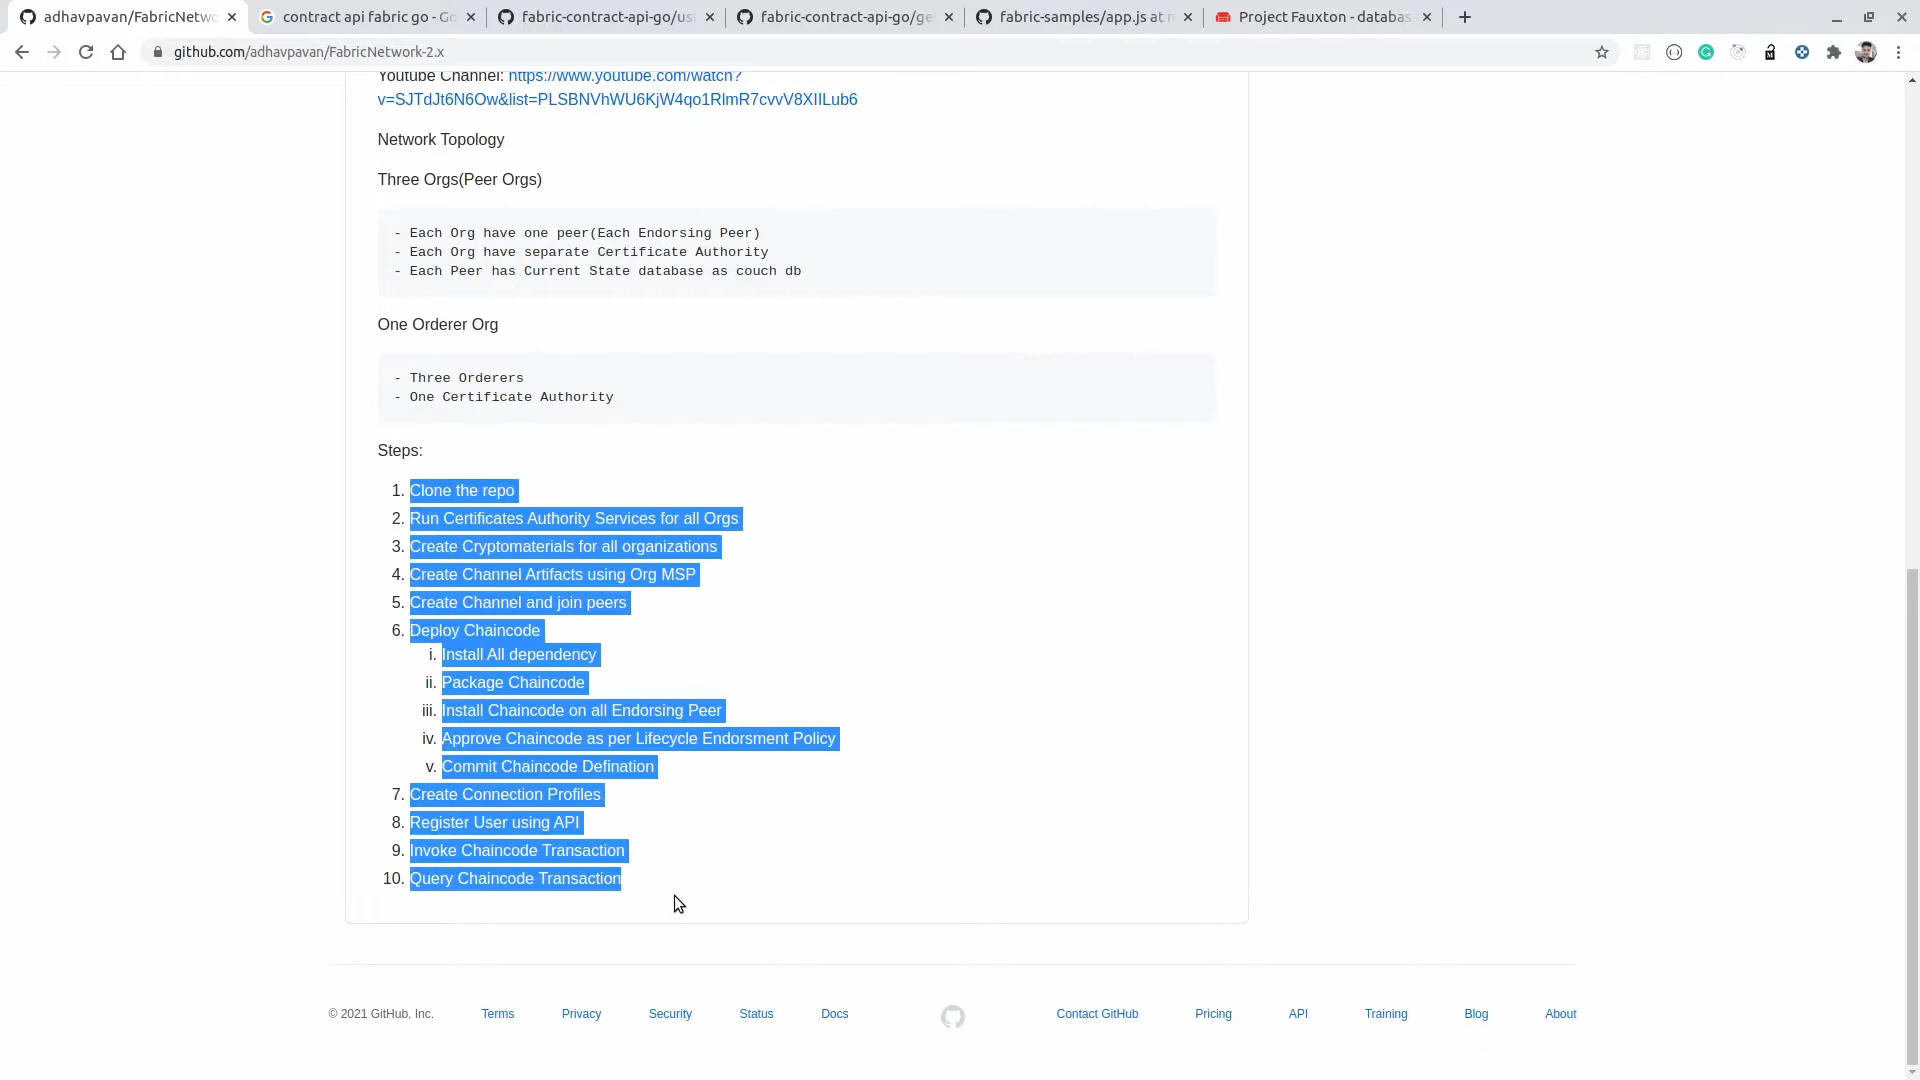 adhavpavan/FabricNetwo
contract api fabric go - Go
fabric-contract-api-go/usi
fabric-contract-api-go/ge
fabric-samples/app.js at m
Project Fauxton - databas
github.com/adhavpavan/FabricNetwork-2.x
Youtube Channel: https://www.youtube.com/watch?
v=SJTdJt6N6Ow&list=PLSBNVhWU6KjW4qo1RlmR7cvvV8XIILub6
Network Topology
Three Orgs(Peer Orgs)
- Each Org have one peer(Each Endorsing Peer)
- Each Org have separate Certificate Authority
- Each Peer has Current State database as couch db
One Orderer Org
- Three Orderers
- One Certificate Authority
Steps:
1. Clone the repo
2. Run Certificates Authority Services for all Orgs
3. Create Cryptomaterials for all organizations
4. Create Channel Artifacts using Org MSP
5. Create Channel and join peers
6. Deploy Chaincode
i. Install All dependency
ii. Package Chaincode
iii. Install Chaincode on all Endorsing Peer
iv. Approve Chaincode as per Lifecycle Endorsment Policy
v. Commit Chaincode Defination
7. Create Connection Profiles
8. Register User using API
9. Invoke Chaincode Transaction
10. Query Chaincode Transaction
© 2021 GitHub, Inc. Terms Privacy Security Status Docs Contact GitHub Pricing API Training Blog About